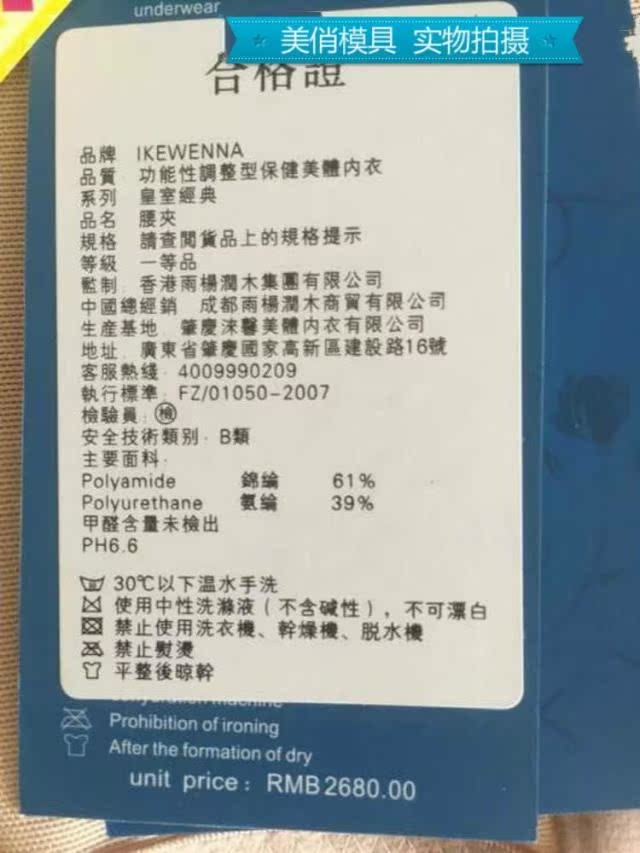 underwear
美俏模具 实物拍摄
合格證
品牌 IKEWENNA
品質 功能性調整型保健美體内衣
系列 皇室經典
品名 腰夾
規格 請查閲貨品上的規格提示
等級 一等品
監制 香港雨楊潤木集團有限公司
中國總經銷 成都雨楊潤木商貿有限公司
生産基地 肇慶涞馨美體内衣有限公司
地址 廣東省肇慶國家高新區建設路16號
客服熱綫 4009990209
執行標準: FZ/01050-2007
檢驗員: 檢
安全技術類别· B類
主要面料·
Polyamide 錦綸 61%
Polyurethane 氨綸 39%
甲醛含量未檢出
PH6.6
30℃以下温水手洗
使用中性洗滌液(不含碱性),不可漂白
禁止使用洗衣機、幹燥機、脱水機
禁止熨燙
平整後晾幹
Prohibition of ironing
After the formation of dry
unit price: RMB2680.00